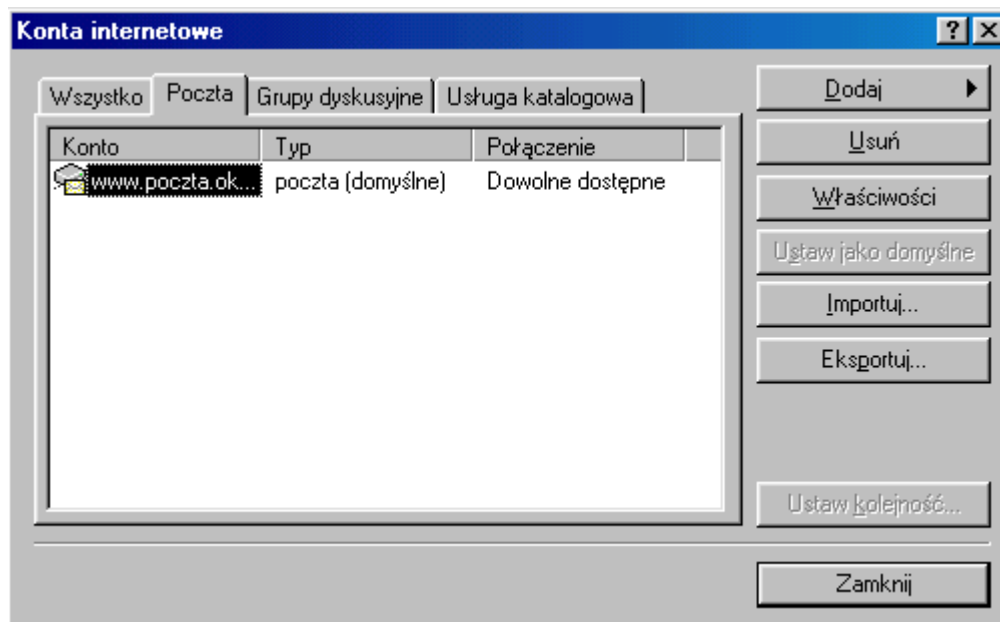 Konta internetowe
Wszystko Poczta Grupy dyskusyjne Usługa katalogowa
Konto Typ Połączenie
www.poczta.ok... poczta (domyślne) Dowolne dostępne
Dodaj
Usuń
Właściwości
Ustaw jako domyślne
Importuj...
Eksportuj...
Ustaw kolejność...
Zamknij